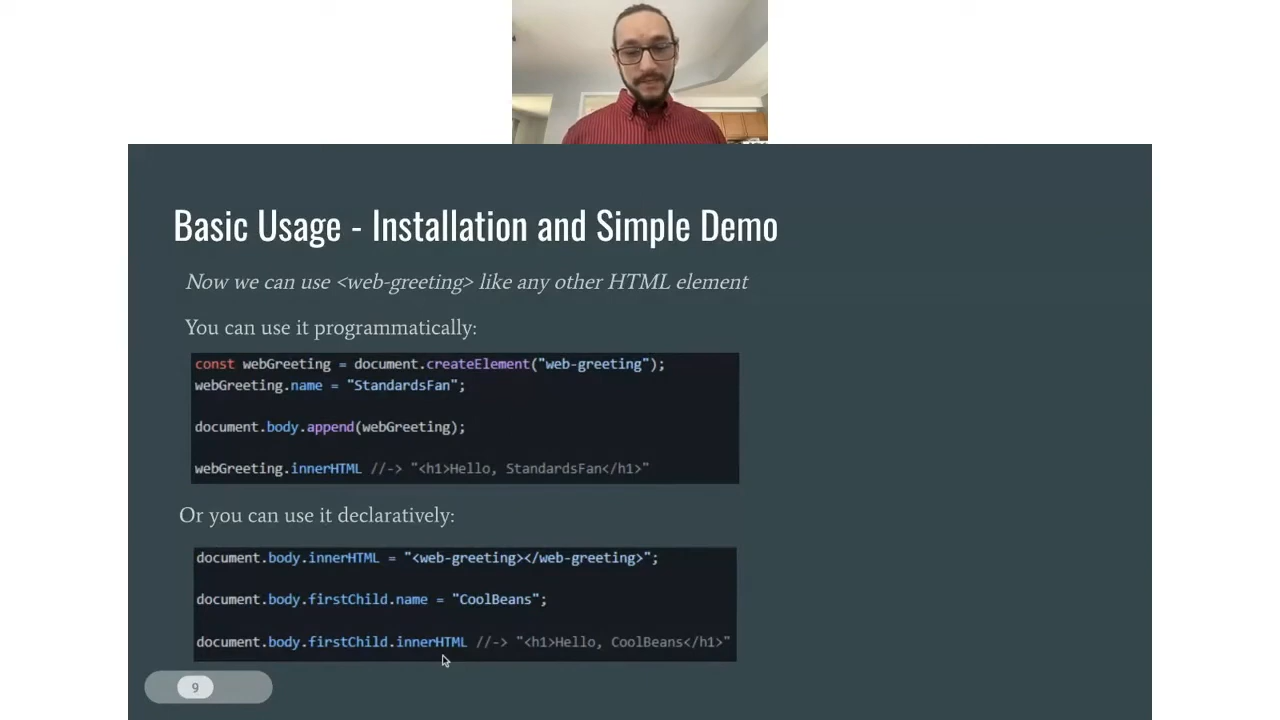 Basic Usage - Installation and Simple Demo
Now we can use <web-greeting> like any other HTML element
You can use it programmatically:
const webGreeting = document.createElement("web-greeting");
webGreeting.name = "StandardsFan";
document.body.append(webGreeting);
webGreeting.innerHTML //-> "<h1>Hello, StandardsFan</h1>"
Or you can use it declaratively:
document.body.innerHTML = "<web-greeting></web-greeting>";
document.body.firstChild.name = "CoolBeans";
document.body.firstChild.innerHTML //-> "<h1>Hello, CoolBeans</h1>"
9